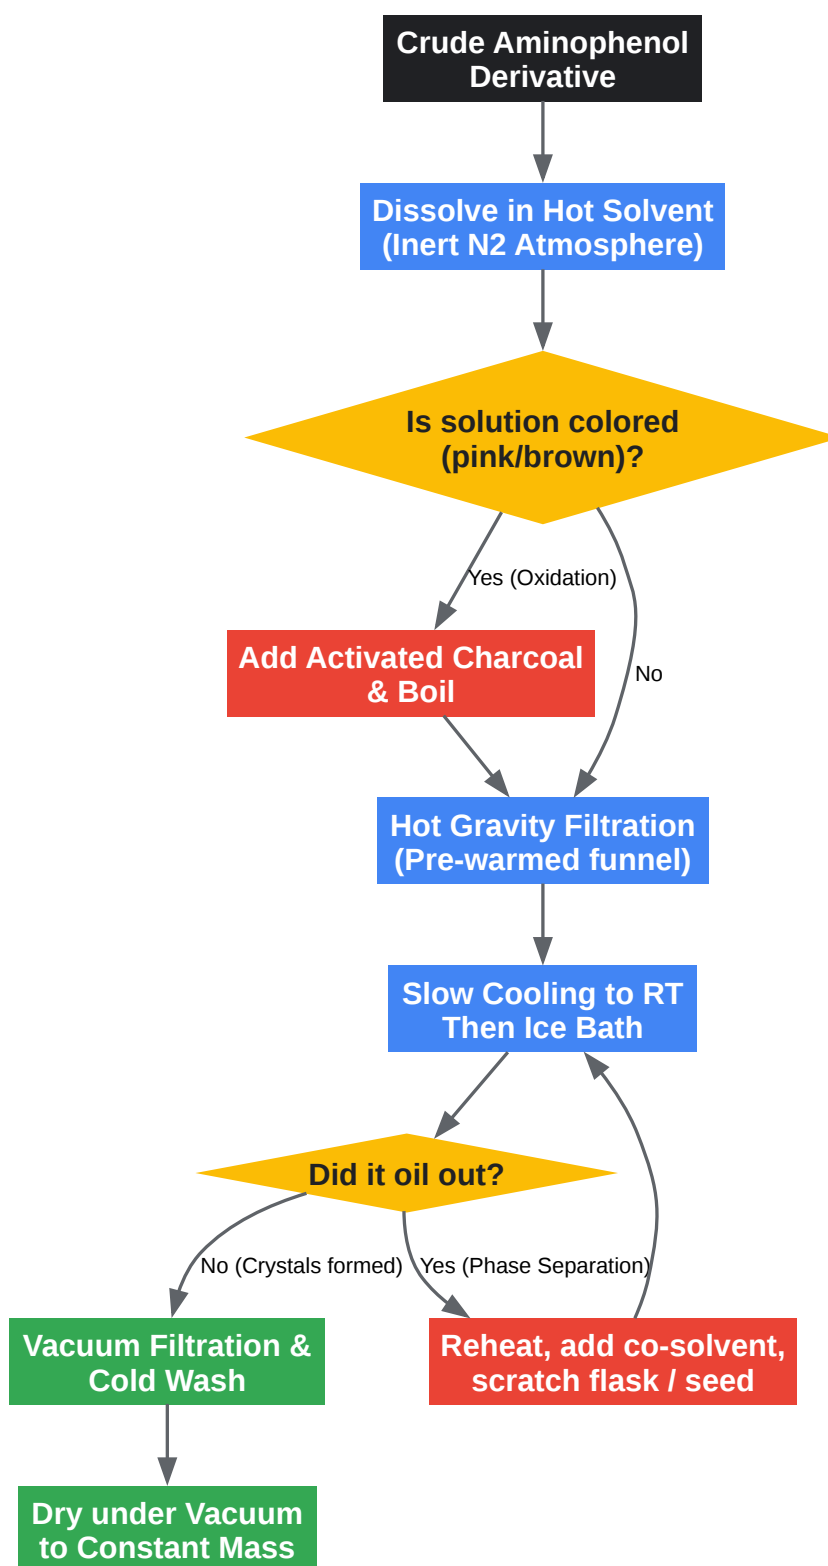 Crude Aminophenol
Derivative
Dissolve in Hot Solvent
(Inert N2 Atmosphere)
Is solution colored
(pink/brown)?
Yes (Oxidation)
Add Activated Charcoal
& Boil
No
Hot Gravity Filtration
(Pre-warmed funnel)
Slow Cooling to RT
Then Ice Bath
Did it oil out?
No (Crystals formed)
Yes (Phase Separation)
Vacuum Filtration &
Cold Wash
Reheat, add co-solvent,
scratch flask / seed
Dry under Vacuum
to Constant Mass